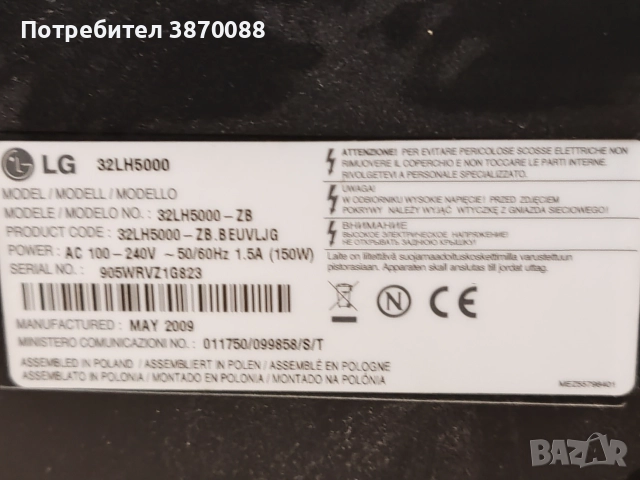 Потребител 3870088
LG 32LH5000
MODEL / MODELL / MODELLO
MODELE / MODELO NO. : 32LH5000-ZB
PRODUCT CODE : 32LH5000-ZB.BEUVLJG
POWER : AC 100-240V ~50/60Hz 1.5A (150W)
SERIAL NO. : 905WRVZ1G823
MANUFACTURED : MAY 2009
MINISTERO COMUNICAZIONI NO. : 011750/099858/S/T
ASSEMBLED IN POLAND / ASSEMBLIERT IN POLEN / ASSEMBLÉ EN POLOGNE
ASSEMBLATO IN POLONIA / MONTADO EN POLONIA / MONTADO NA POLÓNIA
ATTENZIONE! PER EVITARE PERICOLOSE SCOSSE ELETTRICHE NON
RIMUOVERE IL COPERCHIO E NON TOCCARE LE PARTI INTERNE.
RIVOLGETEVI A PERSONALE SPECIALIZZATO.
UWAGA!
W ODBIORNIKU WYSOKIE NAPIĘCIE ! PRZED ZDJĘCIEM
POKRYWY NALEŻY WYJĄĆ WTYCZKĘ Z GNIAZDA SIECIOWEGO!
ВНИМАНИЕ
ВЫСОКОЕ ЭЛЕКТРИЧЕСКОЕ НАПРЯЖЕНИЕ!
НЕ ОТКРЫВАТЬ ЗАДНЮЮ КРЫШКУ!
Laite on liitettävä suojamaadoituskoskettimilla varustettuun
pistorasiaan. Apparaten skall anslutas till jordat uttag.
N CE
MEZ55798401
BAZAR